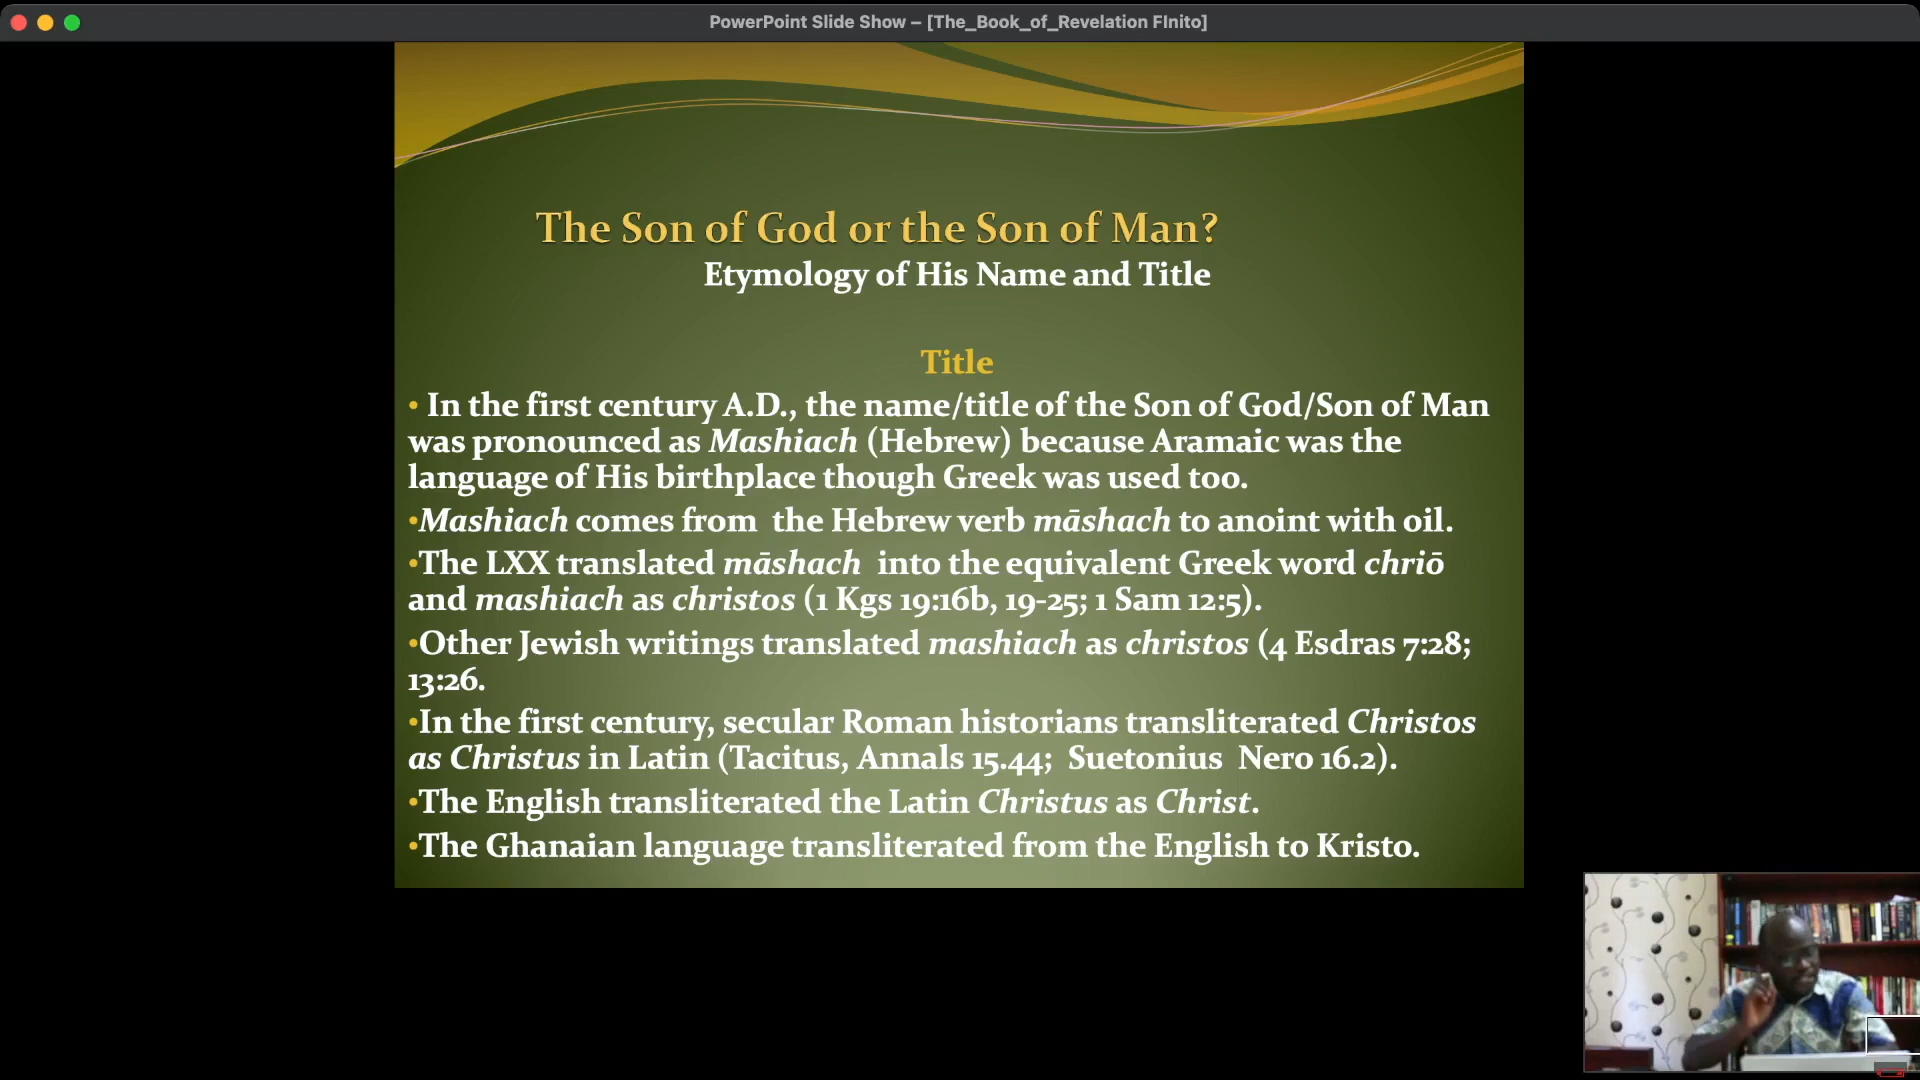 PowerPoint Slide Show – [The_Book_of_Revelation FInito]
The Son of God or the Son of Man?
Etymology of His Name and Title
Title
• In the first century A.D., the name/title of the Son of God/Son of Man
was pronounced as Mashiach (Hebrew) because Aramaic was the
language of His birthplace though Greek was used too.
•Mashiach comes from the Hebrew verb māshach to anoint with oil.
•The LXX translated māshach into the equivalent Greek word chriō
and mashiach as christos (1 Kgs 19:16b, 19-25; 1 Sam 12:5).
•Other Jewish writings translated mashiach as christos (4 Esdras 7:28;
13:26.
•In the first century, secular Roman historians transliterated Christos
as Christus in Latin (Tacitus, Annals 15.44; Suetonius Nero 16.2).
•The English transliterated the Latin Christus as Christ.
•The Ghanaian language transliterated from the English to Kristo.